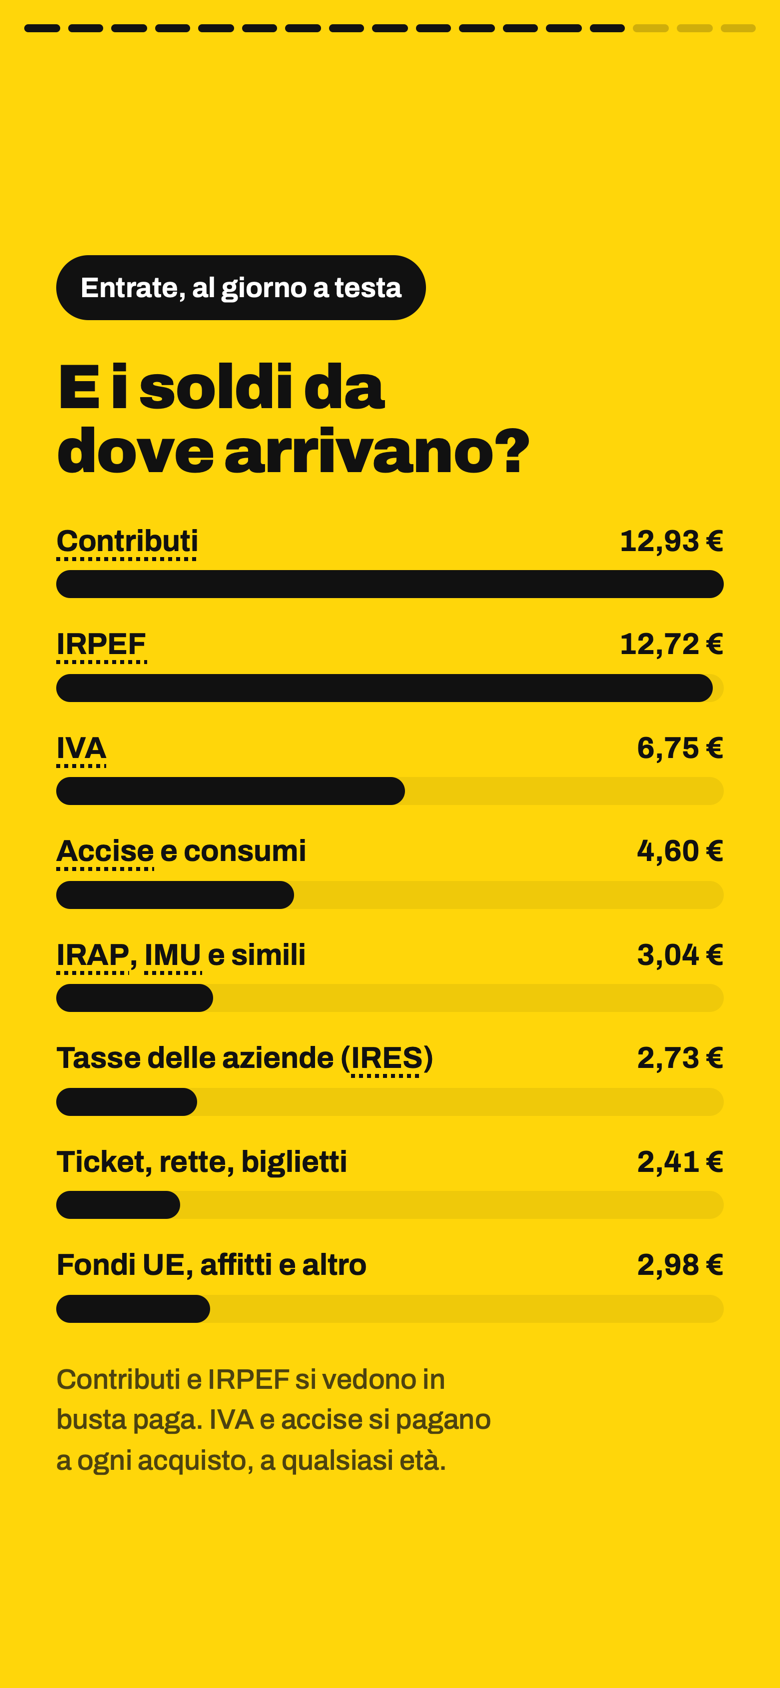 Entrate, al giorno a testa
E i soldi da
dove arrivano?
Contributi 12,93 €
IRPEF 12,72 €
IVA 6,75 €
Accise e consumi 4,60 €
IRAP, IMU e simili 3,04 €
Tasse delle aziende (IRES) 2,73 €
Ticket, rette, biglietti 2,41 €
Fondi UE, affitti e altro 2,98 €
Contributi e IRPEF si vedono in
busta paga. IVA e accise si pagano
a ogni acquisto, a qualsiasi età.